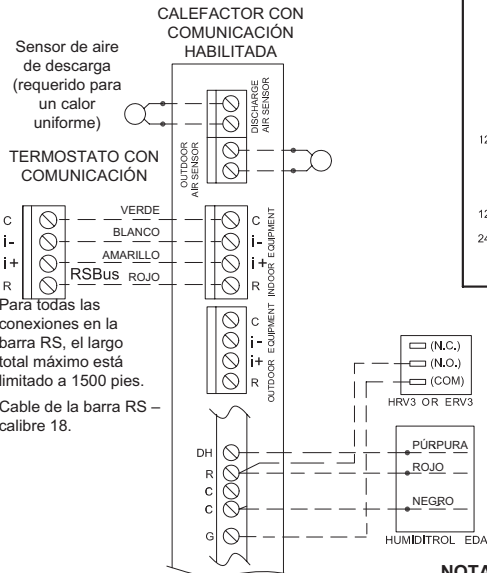 CALEFACTOR CON
COMUNICACIÓN
HABILITADA
Sensor de aire
de descarga
(requerido para
un calor
uniforme)
DISCHARGE
AIR SENSOR
OUTDOOR
AIR SENSOR
TERMOSTATO CON
COMUNICACIÓN
C
i-
i+
R
VERDE
BLANCO
AMARILLO
RSBus ROJO
C
i-
i+
R
INDOOR EQUIPMENT
Para todas las
conexiones en la
barra RS, el largo
total máximo está
limitado a 1500 pies.
Cable de la barra RS –
calibre 18.
C
i-
i+
R
OUTDOOR EQUIPMENT
(N.C.)
(N.O.)
(COM)
HRV3 OR ERV3
DH
R
C
C
G
PÚRPURA
ROJO
NEGRO
HUMIDITROL EDA
12
12
24
NOTA